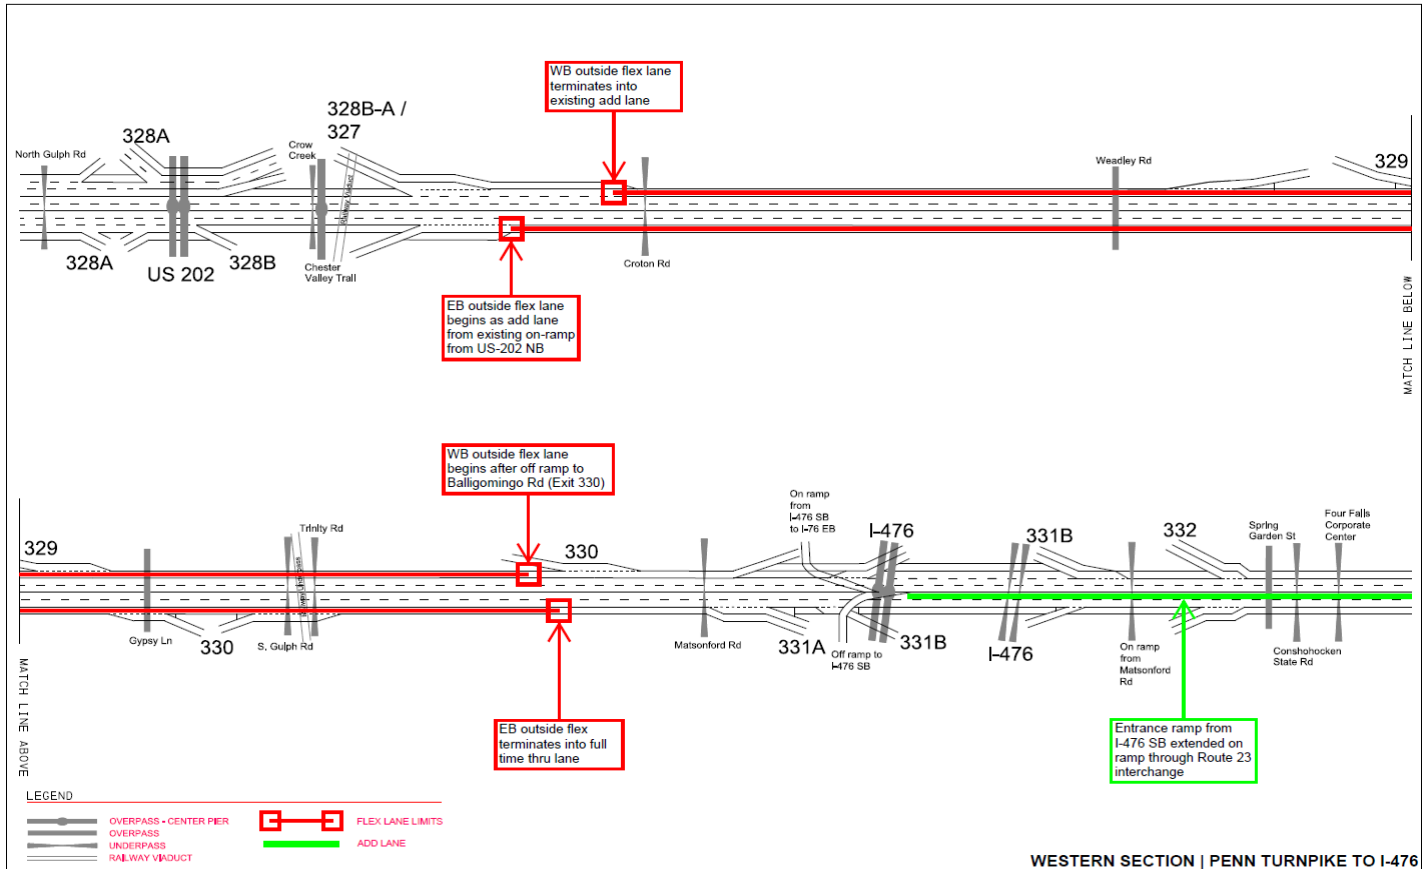 WB outside flex lane
terminates into
existing add lane
328B-A /
327
328A
Crow
Creek
North Gulph Rd
Railway Viaduct
Weadley Rd
329
328A
US 202
328B
Chester
Valley Trail
Croton Rd
EB outside flex lane
begins as add lane
from existing on-ramp
from US-202 NB
MATCH LINE BELOW
WB outside flex lane
begins after off ramp to
Balligomingo Rd (Exit 330)
On ramp
from
I-476 SB
to I-76 EB
I-476
331B
332
Spring
Garden St
Four Falls
Corporate
Center
329
Trinity Rd
330
Gypsy Ln
330
S. Gulph Rd
Matsonford Rd
331A
Off ramp to
I-476 SB
331B
I-476
On ramp
from
Matsonford
Rd
Conshohocken
State Rd
MATCH LINE ABOVE
EB outside flex
terminates into full
time thru lane
Entrance ramp from
I-476 SB extended on
ramp through Route 23
interchange
LEGEND
OVERPASS - CENTER PIER
OVERPASS
UNDERPASS
RAILWAY VIADUCT
FLEX LANE LIMITS
ADD LANE
WESTERN SECTION | PENN TURNPIKE TO I-476